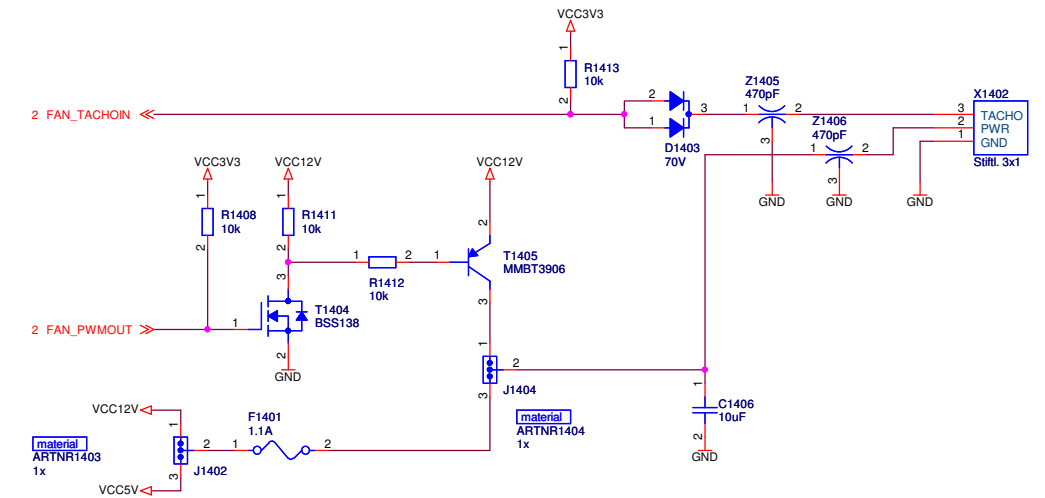 VCC3V3
1
R1413
10k
2
2 FAN_TACHOIN
2
1
3
D1403
70V
Z1405
470pF
1
2
3
GND
Z1406
470pF
1
2
3
GND
X1402
3 TACHO
2 PWR
1 GND
Stiftl. 3x1
GND
VCC3V3
1
R1408
10k
2
VCC12V
1
R1411
10k
2
VCC12V
2
1 2
R1412
10k
1
T1405
MMBT3906
3
3
T1404
BSS138
1
2
GND
2 FAN_PWMOUT
1
2
J1404
3
material
ARTNR1404
1x
1
C1406
10uF
2
GND
VCC12V
1
2
J1402
3
VCC5V
material
ARTNR1403
1x
F1401
1.1A
1
2